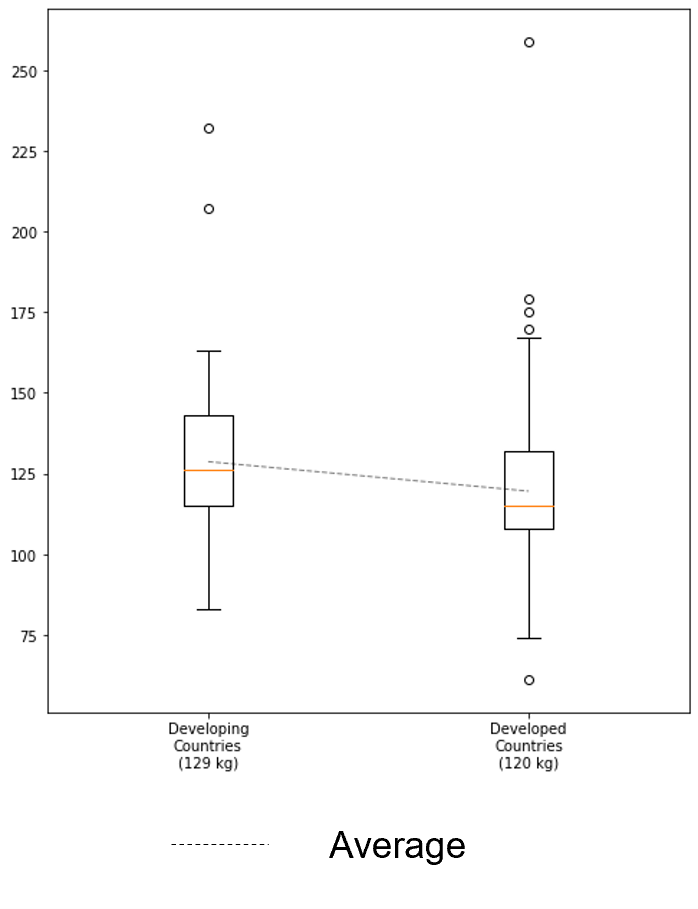 250
225
200
175
150
125
100
75
Developing
Countries
(129 kg)
Developed
Countries
(120 kg)
Average